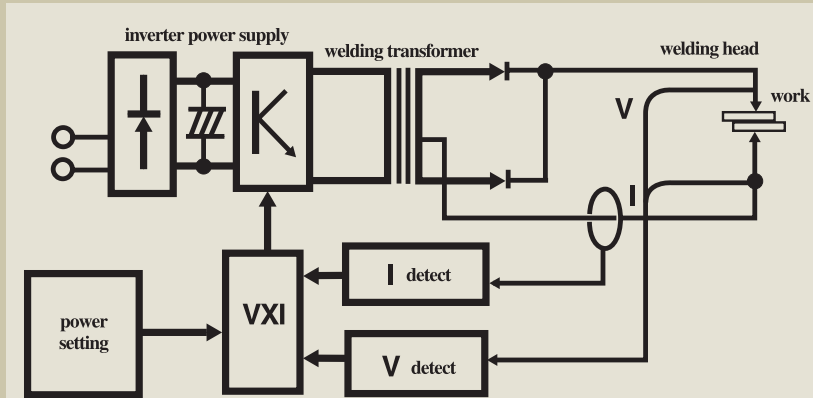 inverter power supply
welding transformer
welding head
work
V
I
I detect
VXI
power
setting
V detect